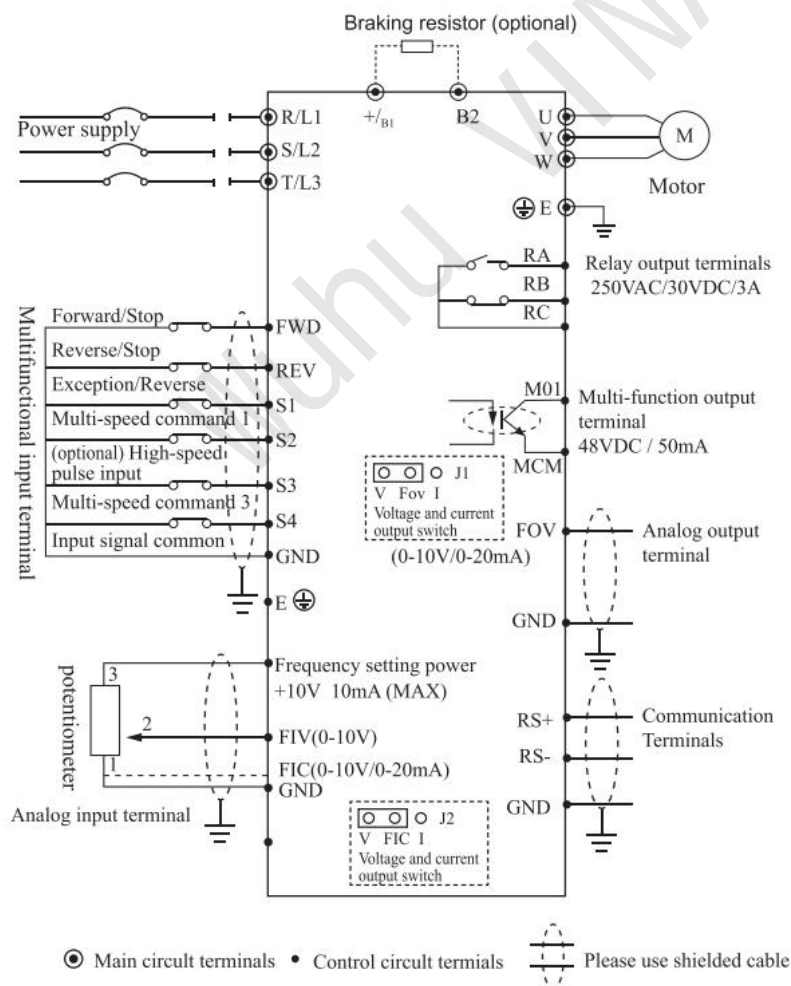 Braking resistor (optional)
+/B1
B2
Power supply
R/L1
S/L2
T/L3
U
V
W
M
Motor
E
RA
RB
RC
Relay output terminals
250VAC/30VDC/3A
Multifunctional input terminal
Forward/Stop
FWD
Reverse/Stop
REV
Exception/Reverse
S1
Multi-speed command 1
S2
(optional) High-speed
pulse input
S3
Multi-speed command 3
S4
Input signal common
GND
E
M01
MCM
Multi-function output
terminal
48VDC / 50mA
J1
V Fov I
Voltage and current
output switch
(0-10V/0-20mA)
FOV
GND
Analog output
terminal
potentiometer
3
2
1
Frequency setting power
+10V 10mA (MAX)
FIV(0-10V)
FIC(0-10V/0-20mA)
GND
Analog input terminal
RS+
RS-
GND
Communication
Terminals
J2
V FIC I
Voltage and current
output switch
Main circult terminals
Control circult termials
Please use shielded cable
Wuhu